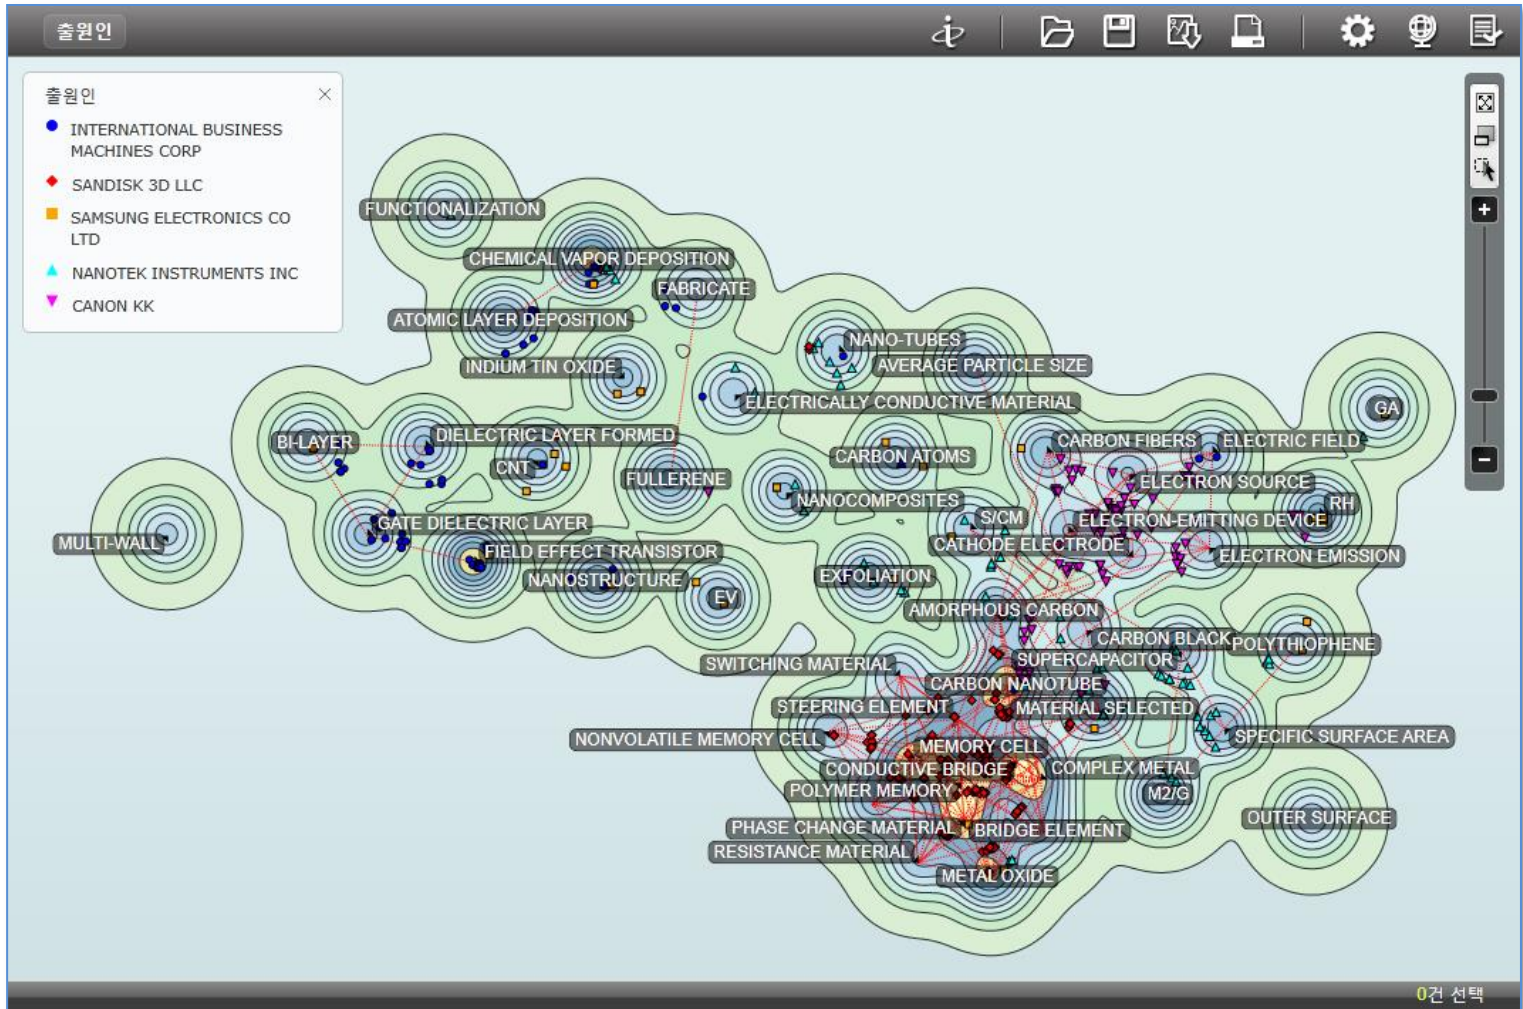 출원인
출원인
INTERNATIONAL BUSINESS
MACHINES CORP
SANDISK 3D LLC
SAMSUNG ELECTRONICS CO
LTD
NANOTEK INSTRUMENTS INC
CANON KK
FUNCTIONALIZATION
CHEMICAL VAPOR DEPOSITION
FABRICATE
ATOMIC LAYER DEPOSITION
NANO-TUBES
INDIUM TIN OXIDE
AVERAGE PARTICLE SIZE
ELECTRICALLY CONDUCTIVE MATERIAL
GA
BI-LAYER
DIELECTRIC LAYER FORMED
CARBON FIBERS
ELECTRIC FIELD
CNT
CARBON ATOMS
FULLERENE
ELECTRON SOURCE
NANOCOMPOSITES
RH
S/CM
ELECTRON-EMITTING DEVICE
GATE DIELECTRIC LAYER
MULTI-WALL
CATHODE ELECTRODE
FIELD EFFECT TRANSISTOR
ELECTRON EMISSION
NANOSTRUCTURE
EXFOLIATION
EV
AMORPHOUS CARBON
CARBON BLACK
POLYTHIOPHENE
SWITCHING MATERIAL
SUPERCAPACITOR
CARBON NANOTUBE
STEERING ELEMENT
MATERIAL SELECTED
NONVOLATILE MEMORY CELL
MEMORY CELL
SPECIFIC SURFACE AREA
CONDUCTIVE BRIDGE
COMPLEX METAL
POLYMER MEMORY
M2/G
OUTER SURFACE
PHASE CHANGE MATERIAL
BRIDGE ELEMENT
RESISTANCE MATERIAL
METAL OXIDE
0건 선택